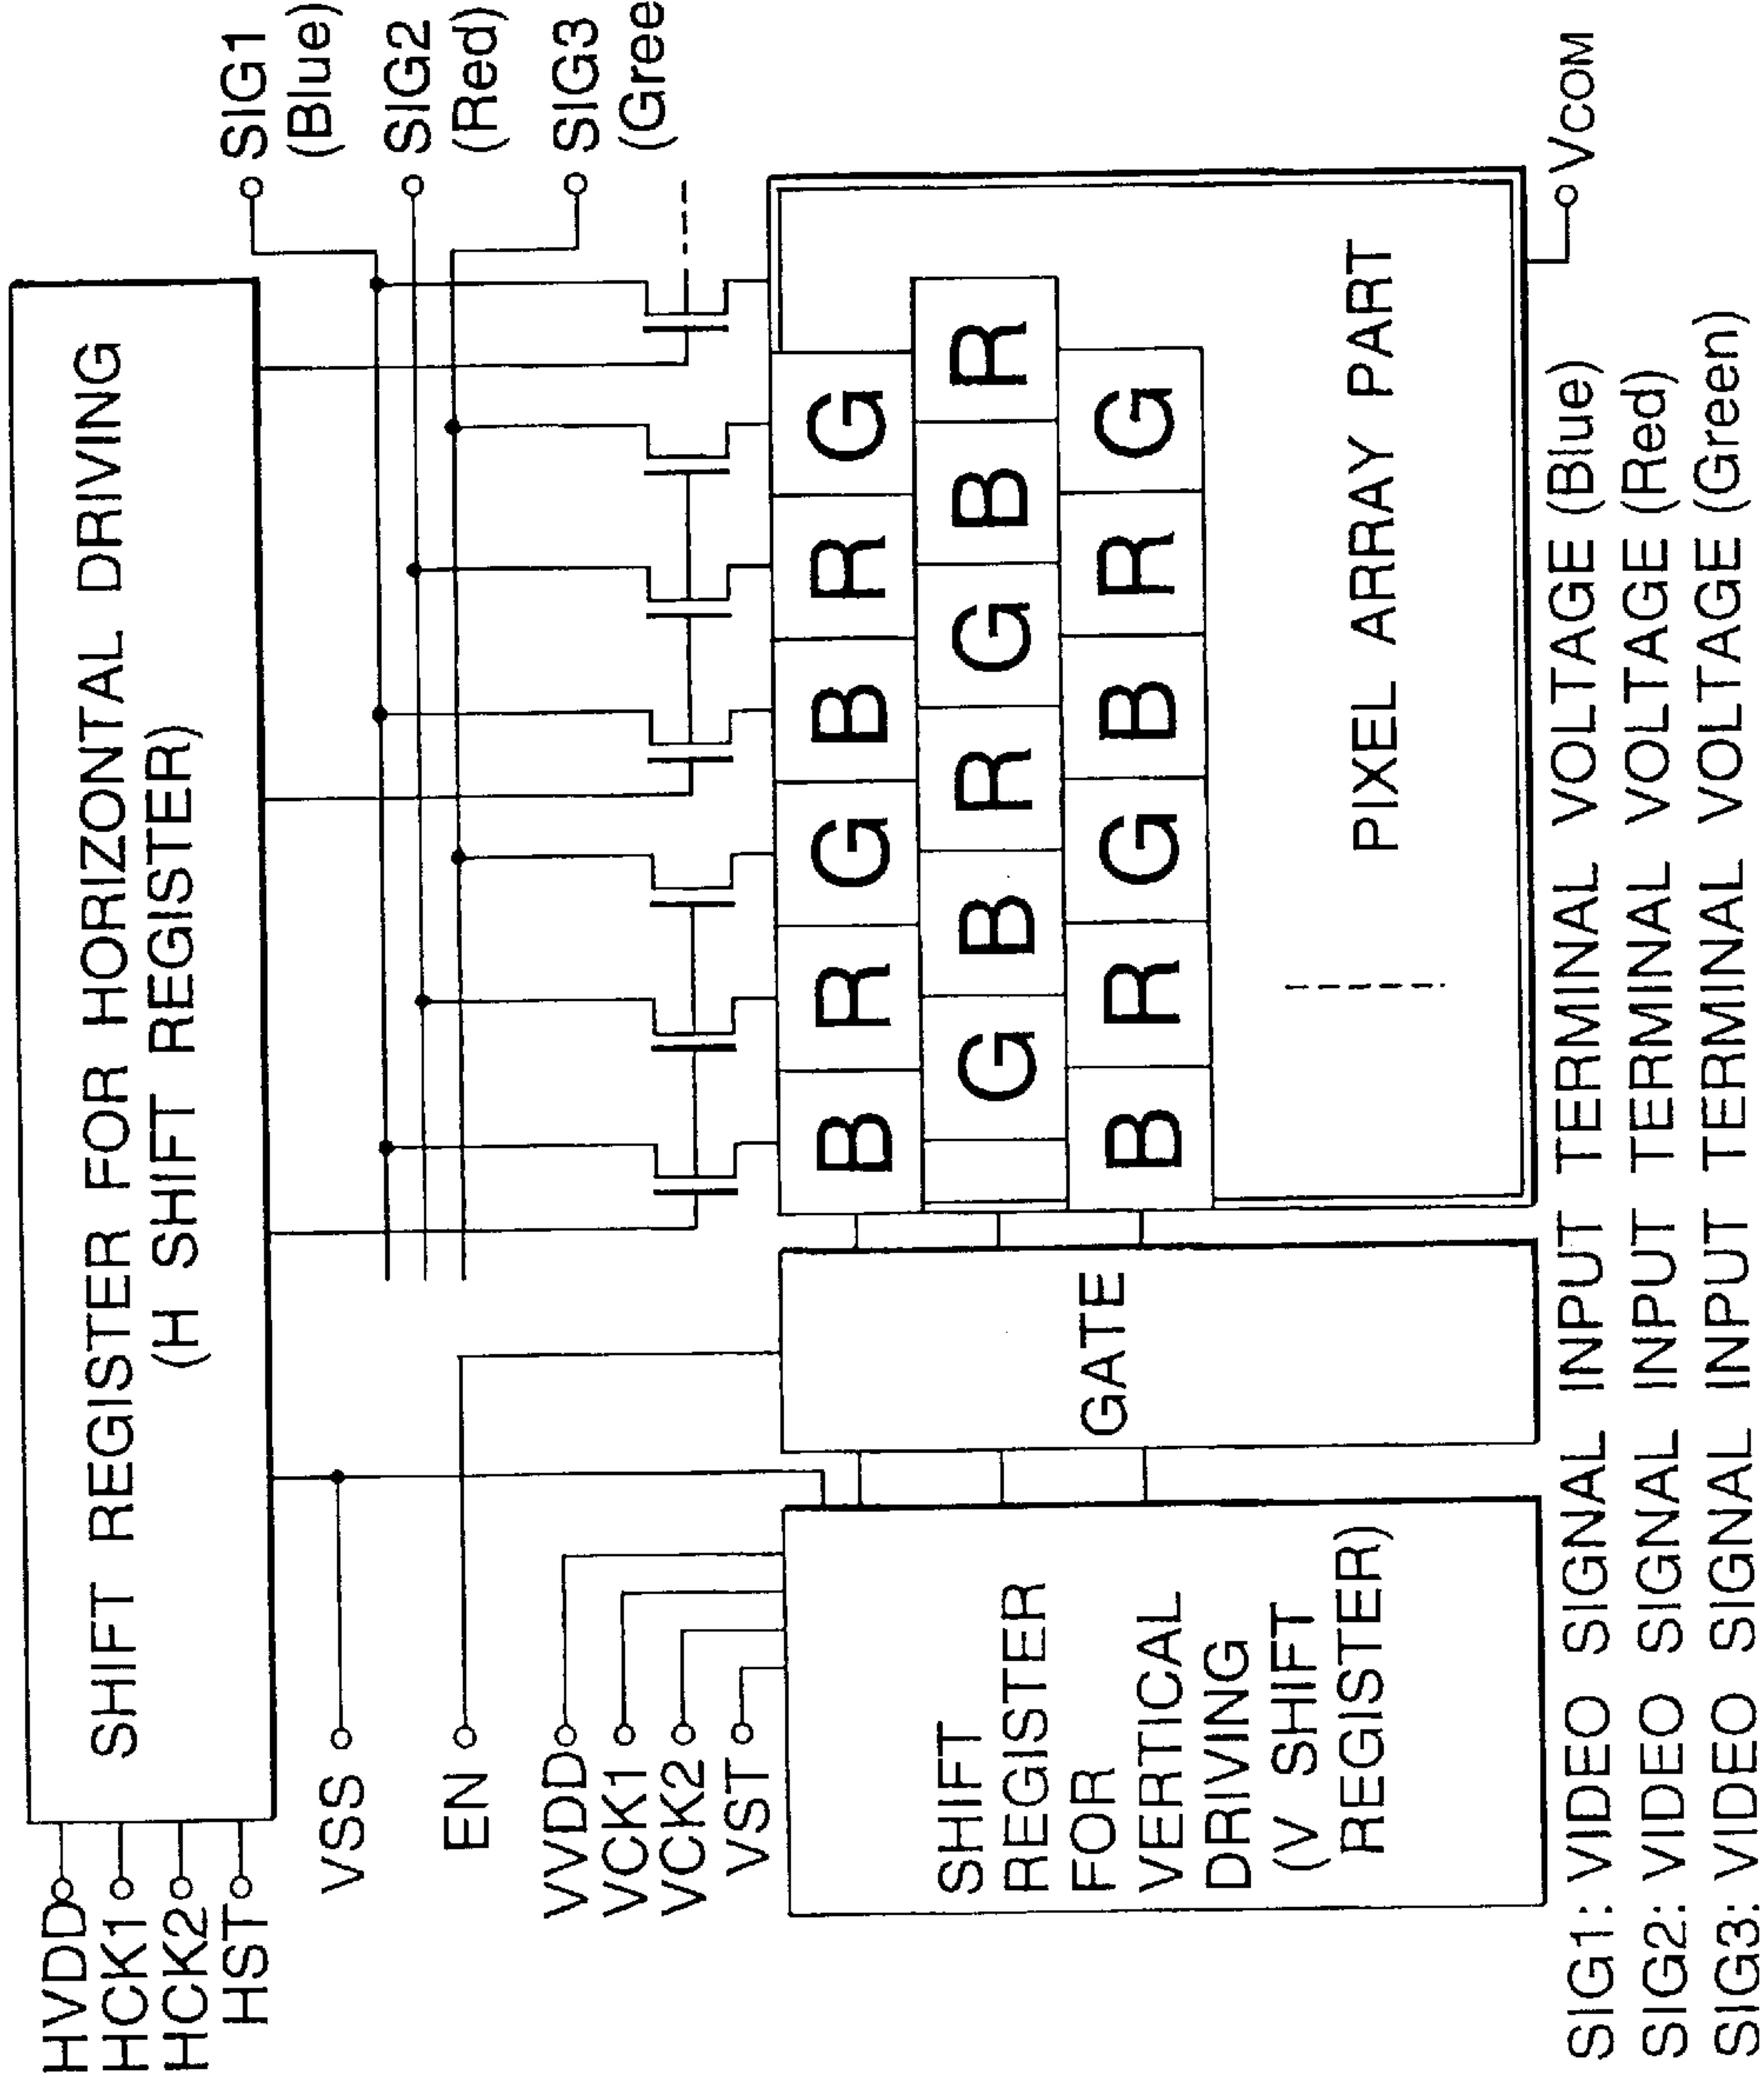 SHIFT REGISTER FOR HORIZONTAL DRIVING
(H SHIFT REGISTER)
HVDD
HCK1
HCK2
HST
VSS
EN
VVDD
VCK1
VCK2
VST
SIG1
(Blue)
SIG2
(Red)
SIG3
(Gree
SHIFT
REGISTER
FOR
VERTICAL
DRIVING
(V SHIFT
REGISTER)
GATE
B R G B R G
G B R G B R
B R G B R G
PIXEL ARRAY PART
VCOM
SIG1: VIDEO SIGNAL INPUT TERMINAL VOLTAGE (Blue)
SIG2: VIDEO SIGNAL INPUT TERMINAL VOLTAGE (Red)
SIG3: VIDEO SIGNAL INPUT TERMINAL VOLTAGE (Green)